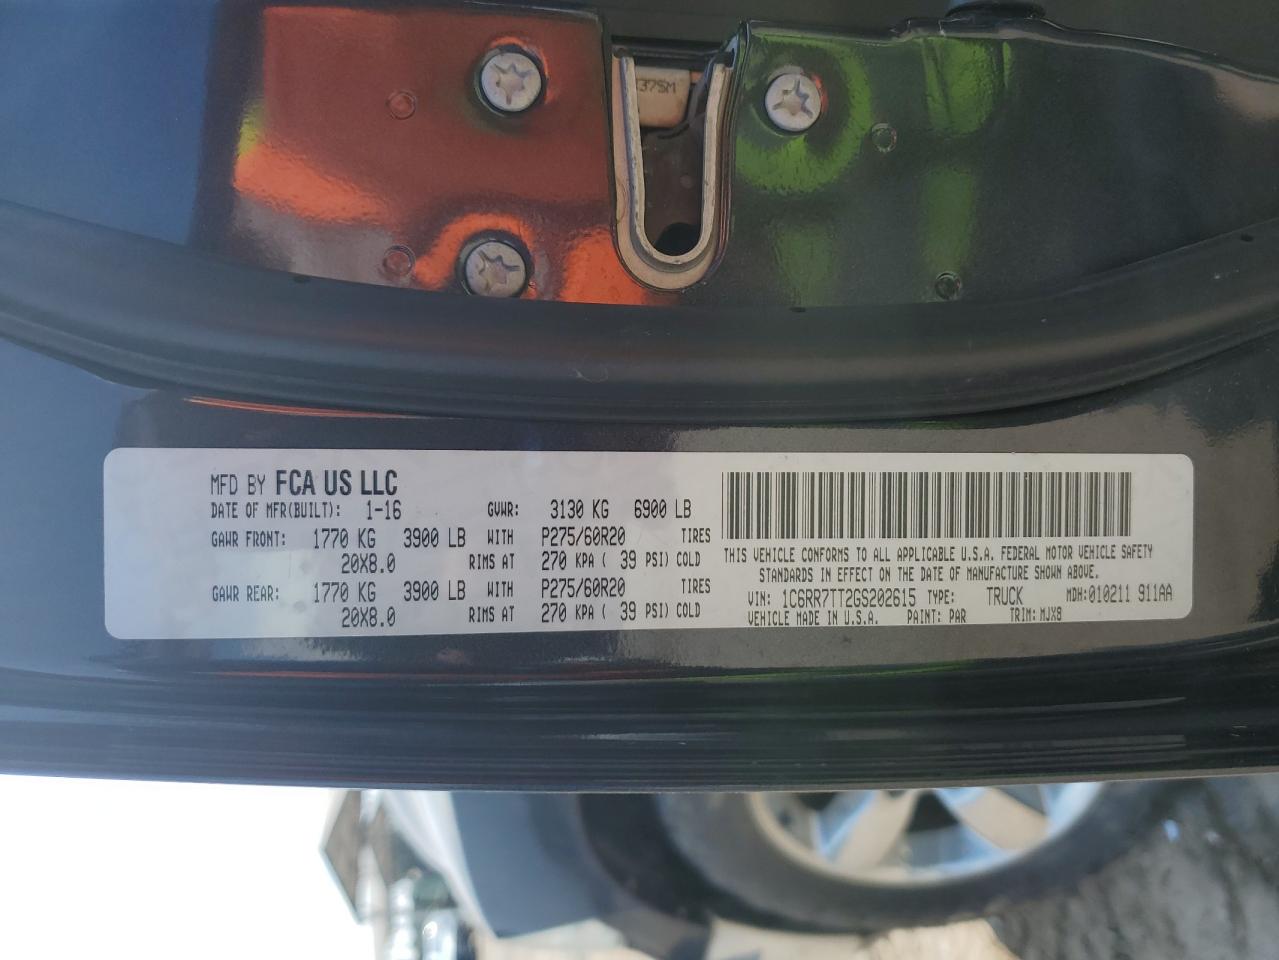 37SM
MFD BY FCA US LLC
DATE OF MFR(BUILT): 1-16 GVWR: 3130 KG 6900 LB
GAWR FRONT: 1770 KG 3900 LB WITH P275/60R20 TIRES
20X8.0 RIMS AT 270 KPA ( 39 PSI) COLD
GAWR REAR: 1770 KG 3900 LB WITH P275/60R20 TIRES
20X8.0 RIMS AT 270 KPA ( 39 PSI) COLD
THIS VEHICLE CONFORMS TO ALL APPLICABLE U.S.A. FEDERAL MOTOR VEHICLE SAFETY
STANDARDS IN EFFECT ON THE DATE OF MANUFACTURE SHOWN ABOVE.
VIN: 1C6RR7TT2GS202615 TYPE: TRUCK MDH: 010211 911AA
VEHICLE MADE IN U.S.A. PAINT: PAR TRIM: MJX8